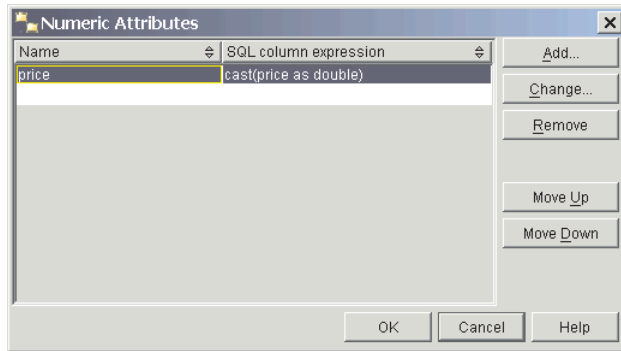 Numeric Attributes
Name SQL column expression
price cast(price as double)
Add...
Change...
Remove
Move Up
Move Down
OK Cancel Help